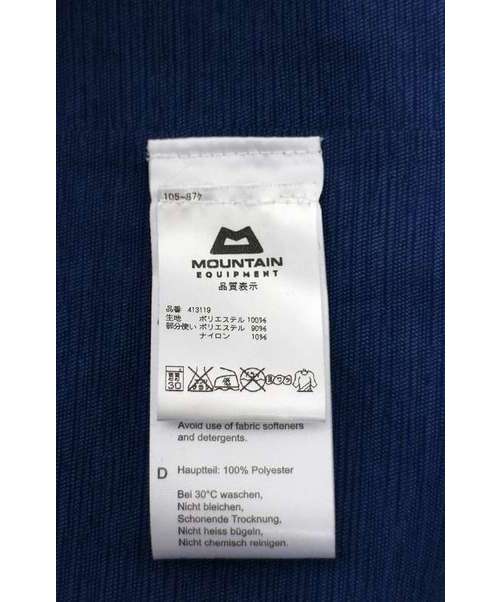 105-877
MOUNTAIN
EQUIPMENT
品質表示
品番 413119
生地 ポリエステル 100%
部分使い ポリエステル 90%
ナイロン 10%
30
Avoid use of fabric softeners
and detergents.
D Hauptteil: 100% Polyester
Bei 30°C waschen,
Nicht bleichen,
Schonende Trocknung,
Nicht heiss bügeln,
Nicht chemisch reinigen.